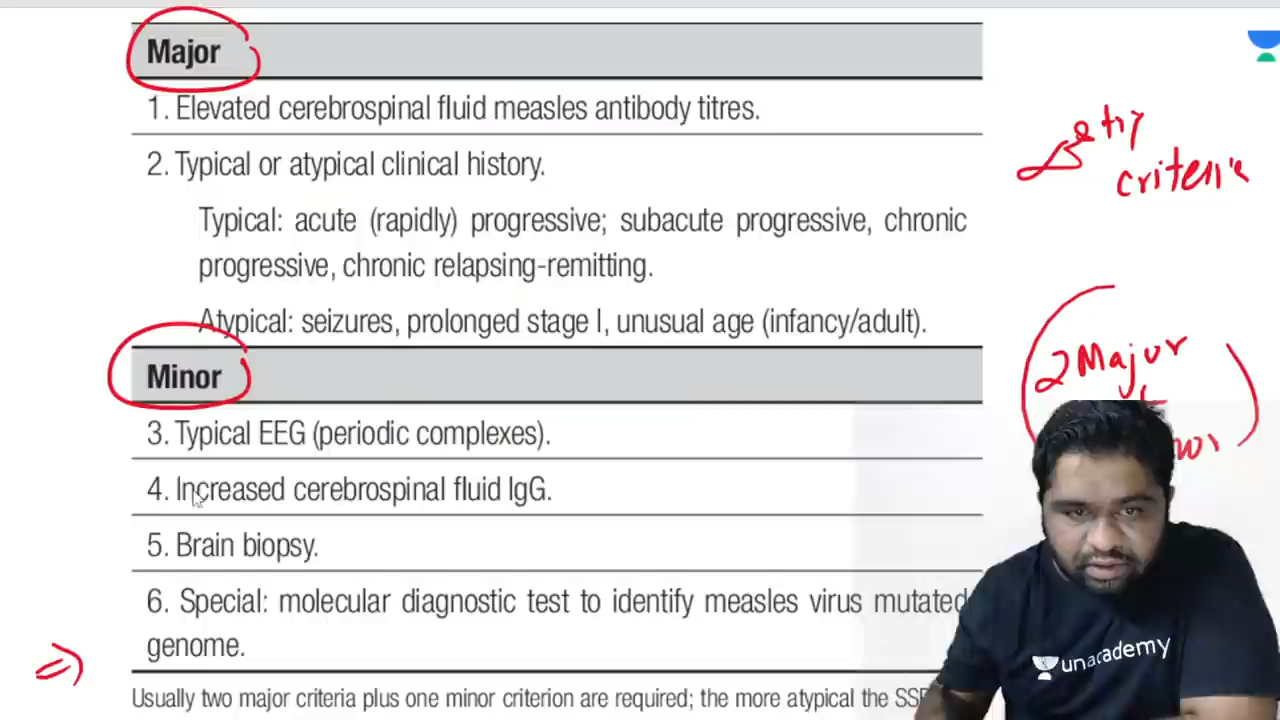 Major
1. Elevated cerebrospinal fluid measles antibody titres.
2. Typical or atypical clinical history.
Typical: acute (rapidly) progressive; subacute progressive, chronic
progressive, chronic relapsing-remitting.
Atypical: seizures, prolonged stage I, unusual age (infancy/adult).
Minor
3. Typical EEG (periodic complexes).
4. Increased cerebrospinal fluid IgG.
5. Brain biopsy.
6. Special: molecular diagnostic test to identify measles virus mutated
genome.
Usually two major criteria plus one minor criterion are required; the more atypical the
criteria
2 Major
unacademy